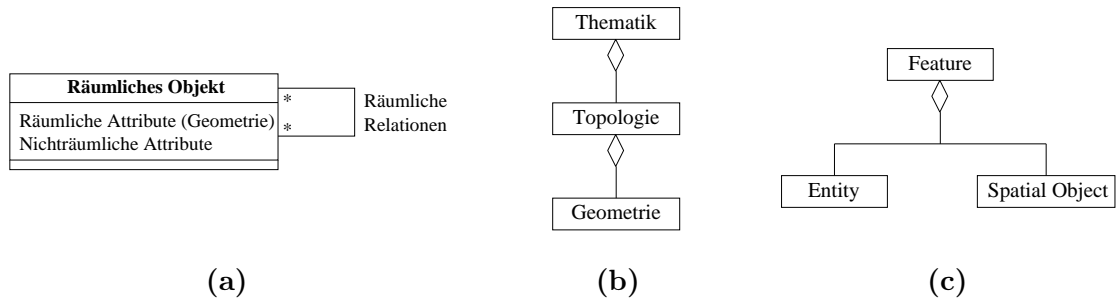 Räumliches Objekt
Räumliche Attribute (Geometrie)
Nichträumliche Attribute
*
*
Räumliche
Relationen
(a)
Thematik
Topologie
Geometrie
(b)
Feature
Entity
Spatial Object
(c)